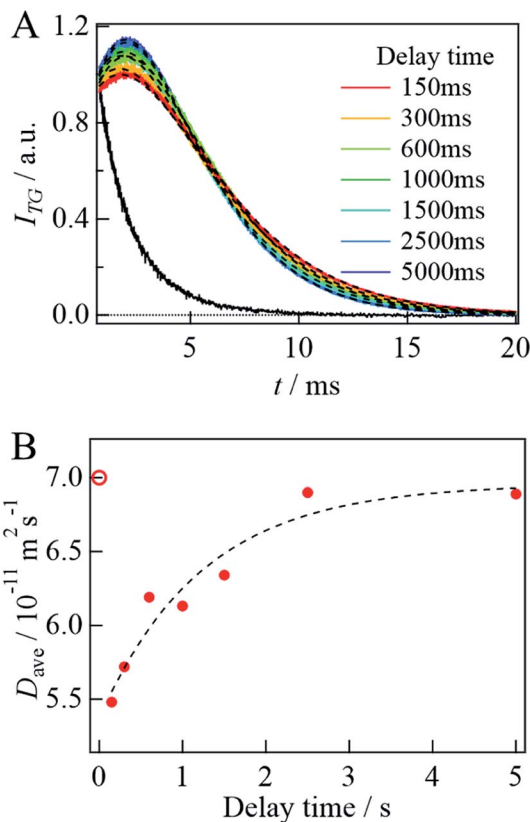 A
1.2
0.8
0.4
0.0
I_TG / a.u.
Delay time
150ms
300ms
600ms
1000ms
1500ms
2500ms
5000ms
5
10
15
20
t / ms
B
7.0
6.5
6.0
5.5
D_ave / 10^-11 m^2 s^-1
0
1
2
3
4
5
Delay time / s